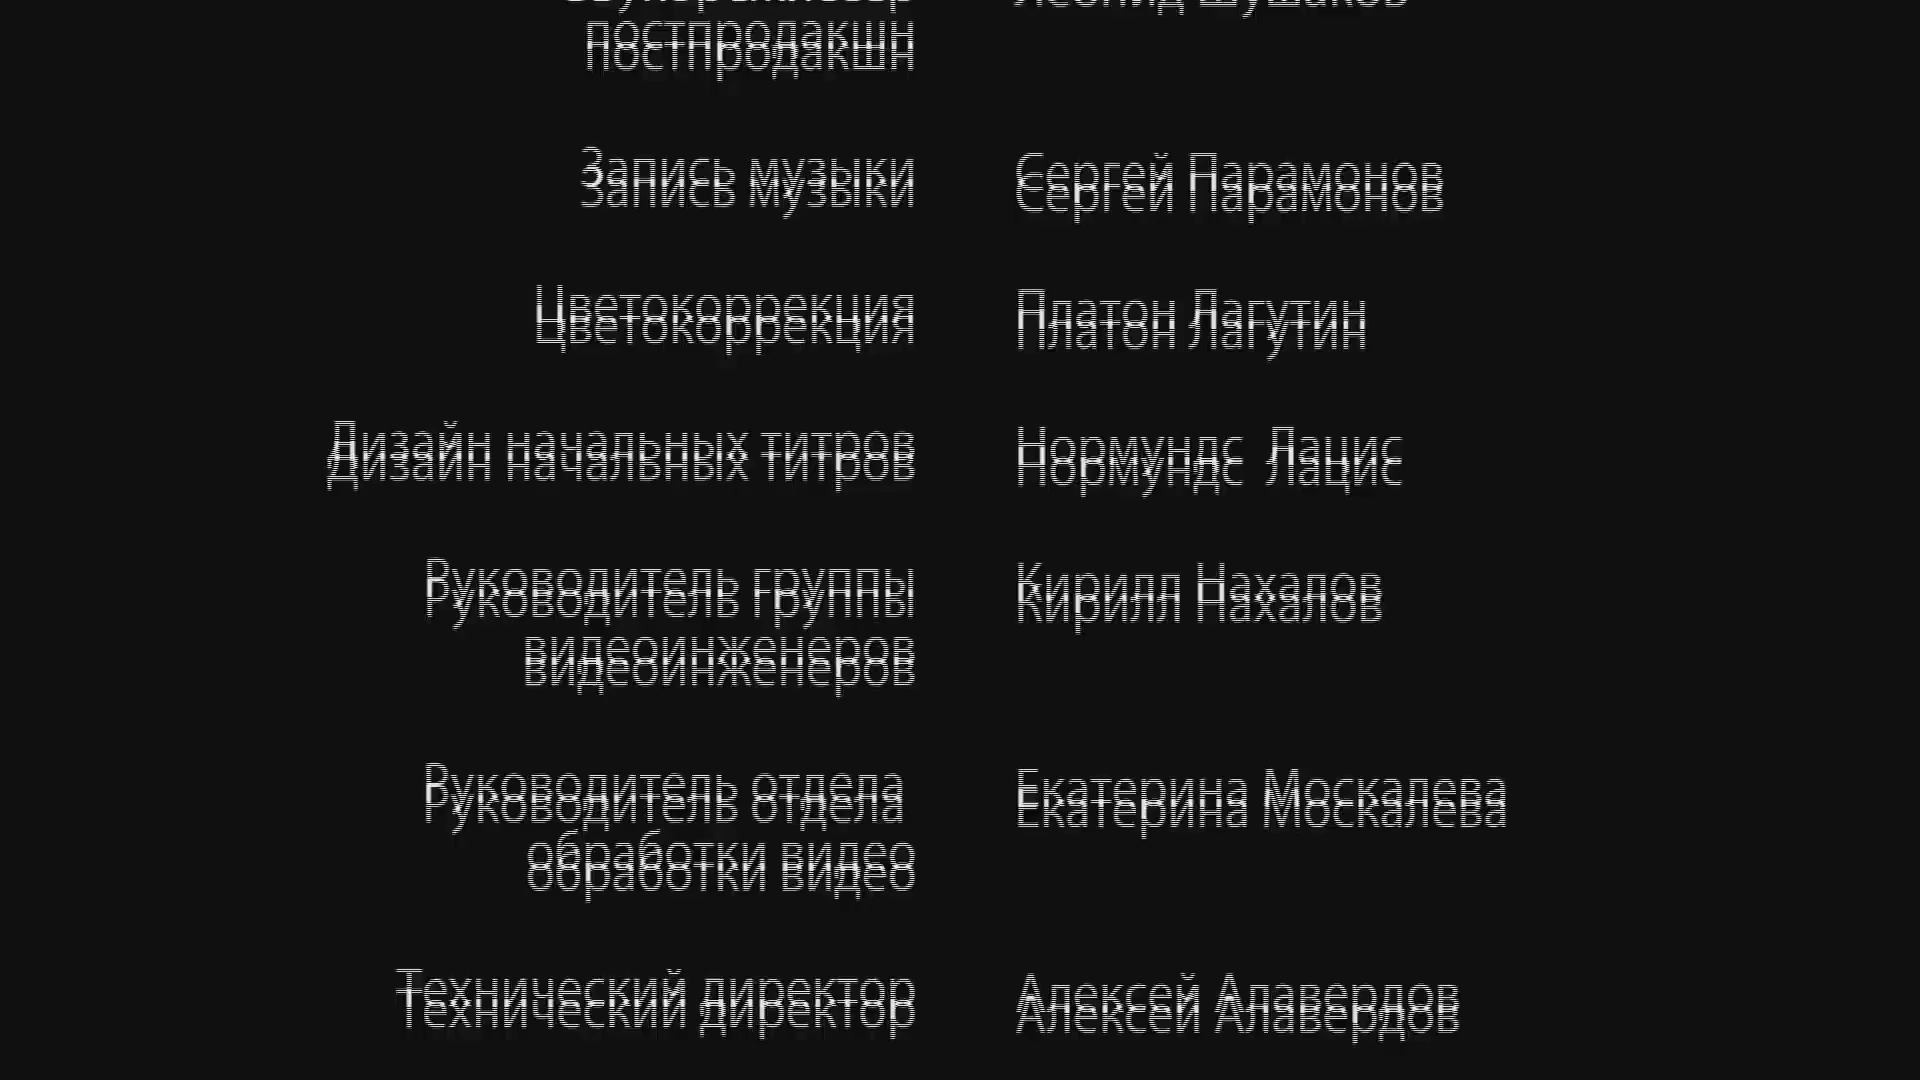 постпродакшн
Запись музыки Сергей Парамонов
Цветокоррекция Платон Лагутин
Дизайн начальных титров Нормундс Лацис
Руководитель группы Кирилл Нахалов
видеоинженеров
Руководитель отдела Екатерина Москалева
обработки видео
Технический директор Алексей Алавердов